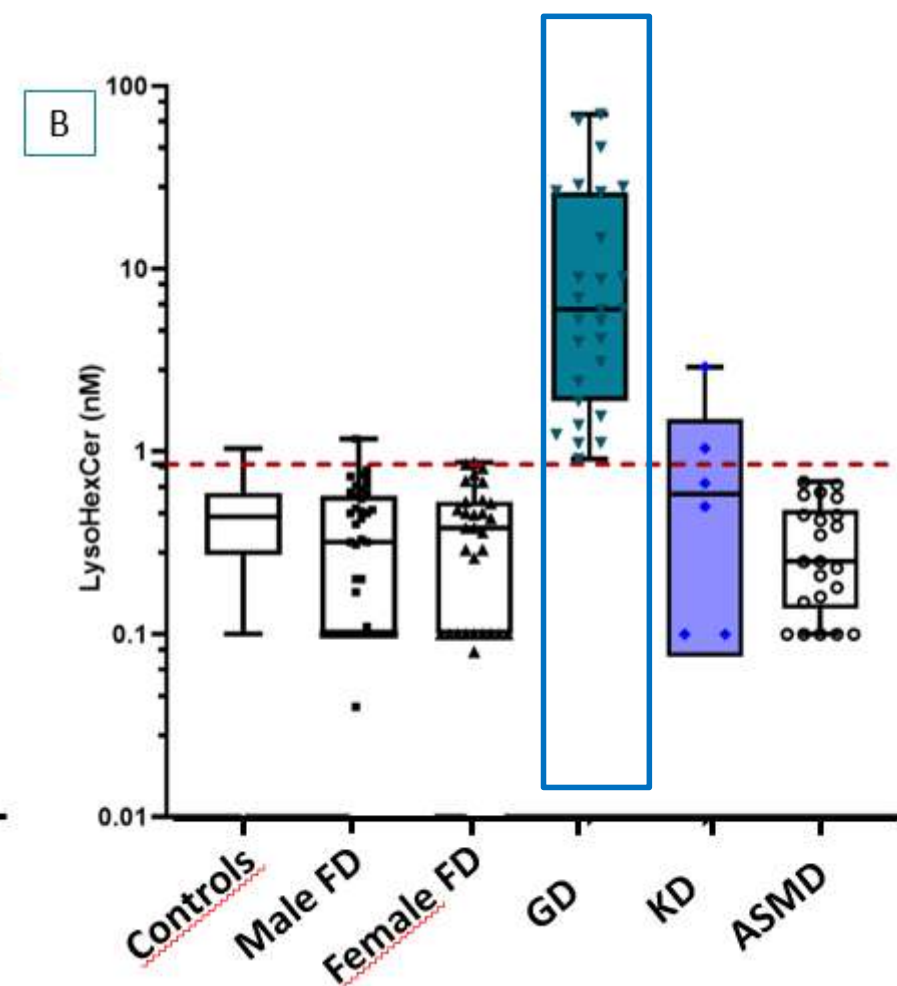 B
100
10
1
0.1
0.01
LysoHexCer (nM)
Controls
Male FD
Female FD
GD
KD
ASMD